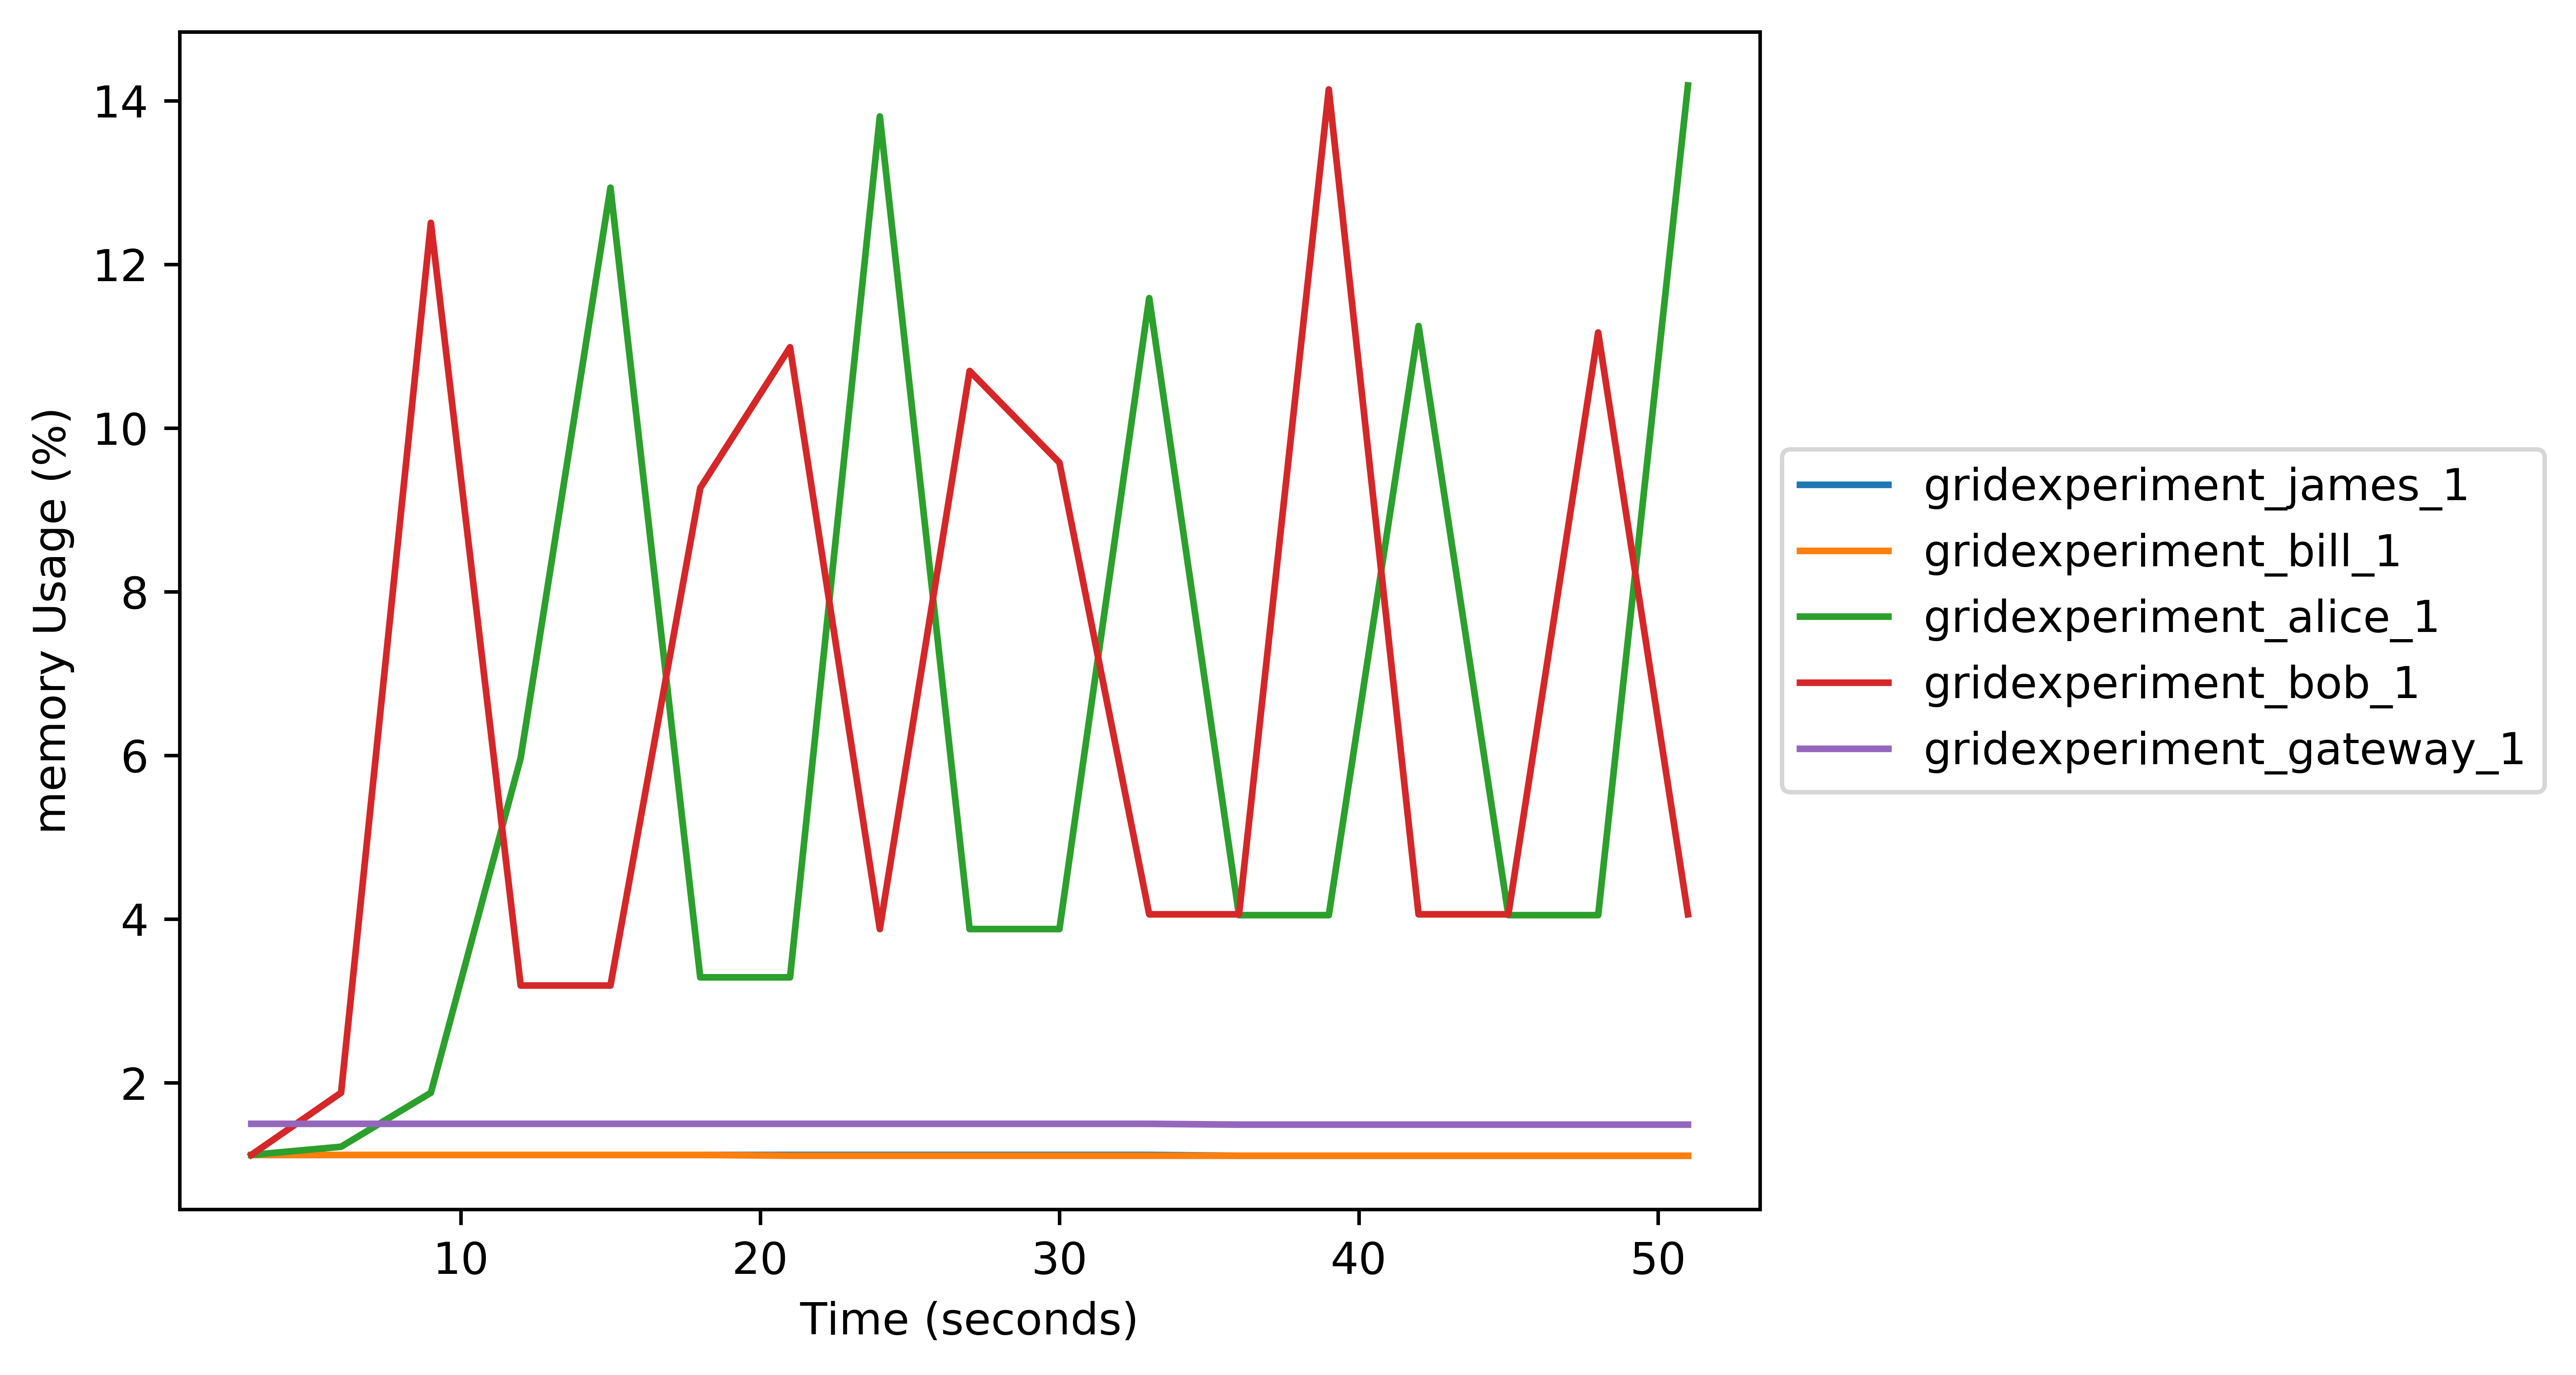 14
12
10
8
6
4
2
memory Usage (%)
10 20 30 40 50
Time (seconds)
gridexperiment_james_1
gridexperiment_bill_1
gridexperiment_alice_1
gridexperiment_bob_1
gridexperiment_gateway_1